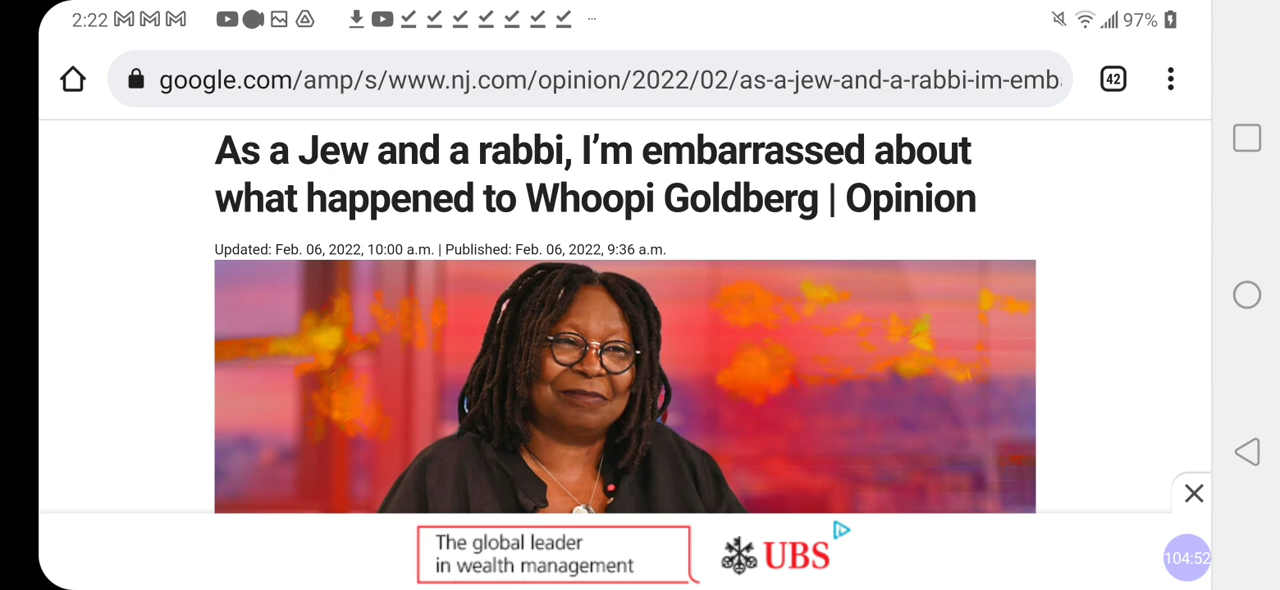 2:22
97%
google.com/amp/s/www.nj.com/opinion/2022/02/as-a-jew-and-a-rabbi-im-emb
42
As a Jew and a rabbi, I’m embarrassed about
what happened to Whoopi Goldberg | Opinion
Updated: Feb. 06, 2022, 10:00 a.m. | Published: Feb. 06, 2022, 9:36 a.m.
The global leader
in wealth management
UBS
104:52